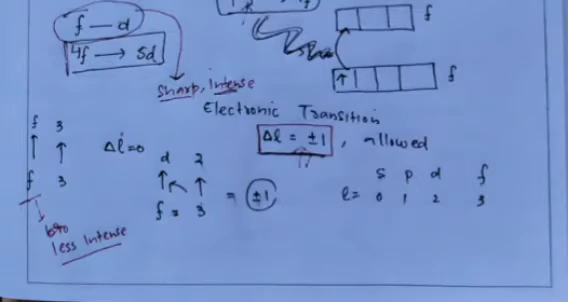 f — d
4f → 5d
f
f
Sharp, intense
Electronic Transition
Δl = ±1, allowed
f 3
↑ ↑
f 3
Δl=0
d 2
↑ ↑
f = 3
= ±1
s p d f
l = 0 1 2 3
less Intense